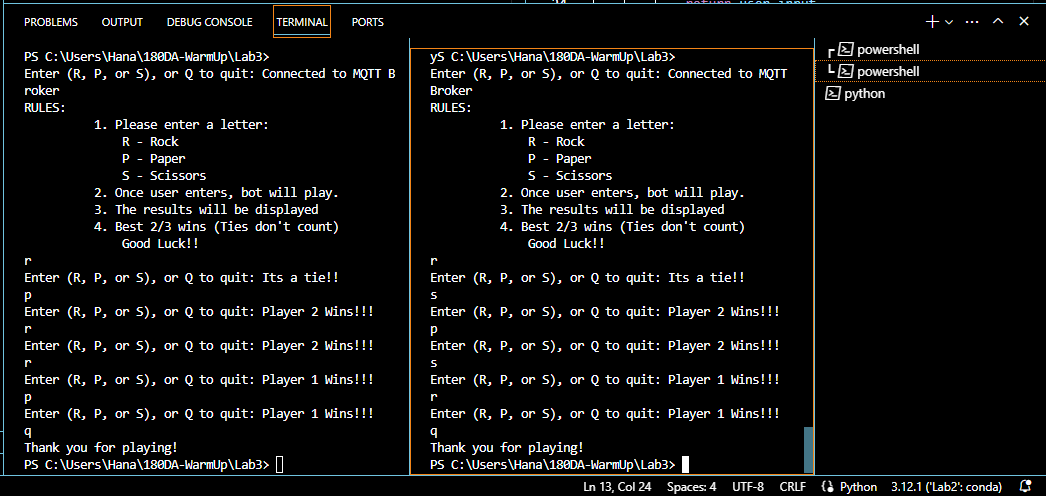 return user_input
PROBLEMS OUTPUT DEBUG CONSOLE TERMINAL PORTS
PS C:\Users\Hana\180DA-WarmUp\Lab3>
Enter (R, P, or S), or Q to quit: Connected to MQTT B
roker
RULES:
1. Please enter a letter:
R - Rock
P - Paper
S - Scissors
2. Once user enters, bot will play.
3. The results will be displayed
4. Best 2/3 wins (Ties don't count)
Good Luck!!
r
Enter (R, P, or S), or Q to quit: Its a tie!!
p
Enter (R, P, or S), or Q to quit: Player 2 Wins!!!
r
Enter (R, P, or S), or Q to quit: Player 2 Wins!!!
r
Enter (R, P, or S), or Q to quit: Player 1 Wins!!!
p
Enter (R, P, or S), or Q to quit: Player 1 Wins!!!
q
Thank you for playing!
PS C:\Users\Hana\180DA-WarmUp\Lab3>
yS C:\Users\Hana\180DA-WarmUp\Lab3>
Enter (R, P, or S), or Q to quit: Connected to MQTT
Broker
RULES:
1. Please enter a letter:
R - Rock
P - Paper
S - Scissors
2. Once user enters, bot will play.
3. The results will be displayed
4. Best 2/3 wins (Ties don't count)
Good Luck!!
r
Enter (R, P, or S), or Q to quit: Its a tie!!
s
Enter (R, P, or S), or Q to quit: Player 2 Wins!!!
p
Enter (R, P, or S), or Q to quit: Player 2 Wins!!!
s
Enter (R, P, or S), or Q to quit: Player 1 Wins!!!
r
Enter (R, P, or S), or Q to quit: Player 1 Wins!!!
q
Thank you for playing!
PS C:\Users\Hana\180DA-WarmUp\Lab3>
powershell
powershell
python
Ln 13, Col 24 Spaces: 4 UTF-8 CRLF Python 3.12.1 ('Lab2': conda)